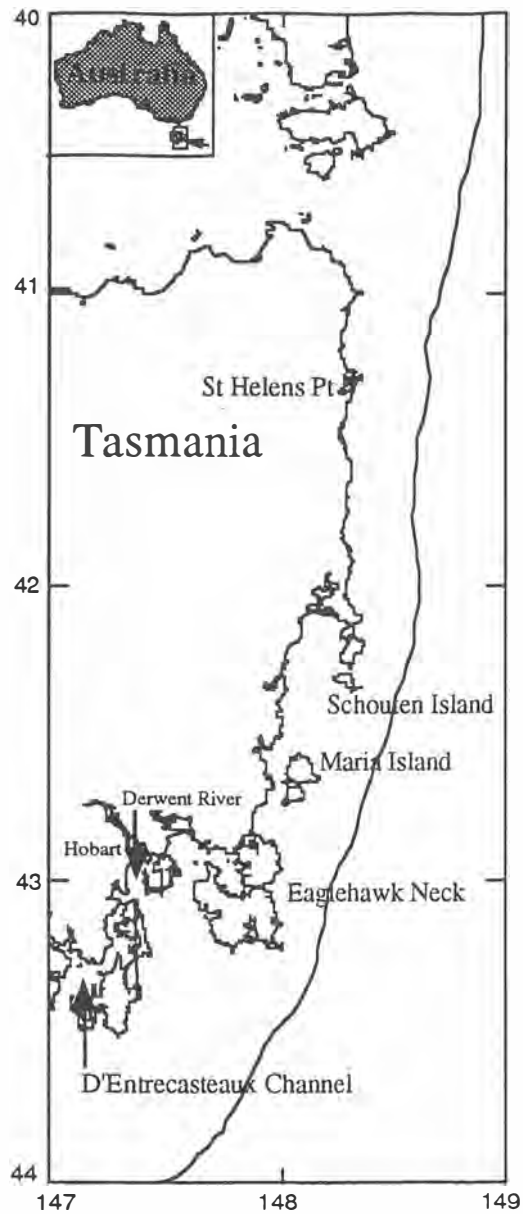 40
Australia
41
St Helens Pt
Tasmania
42
Schouten Island
Maria Island
Derwent River
Hobart
43
Eaglehawk Neck
D'Entrecasteaux Channel
44
147
148
149